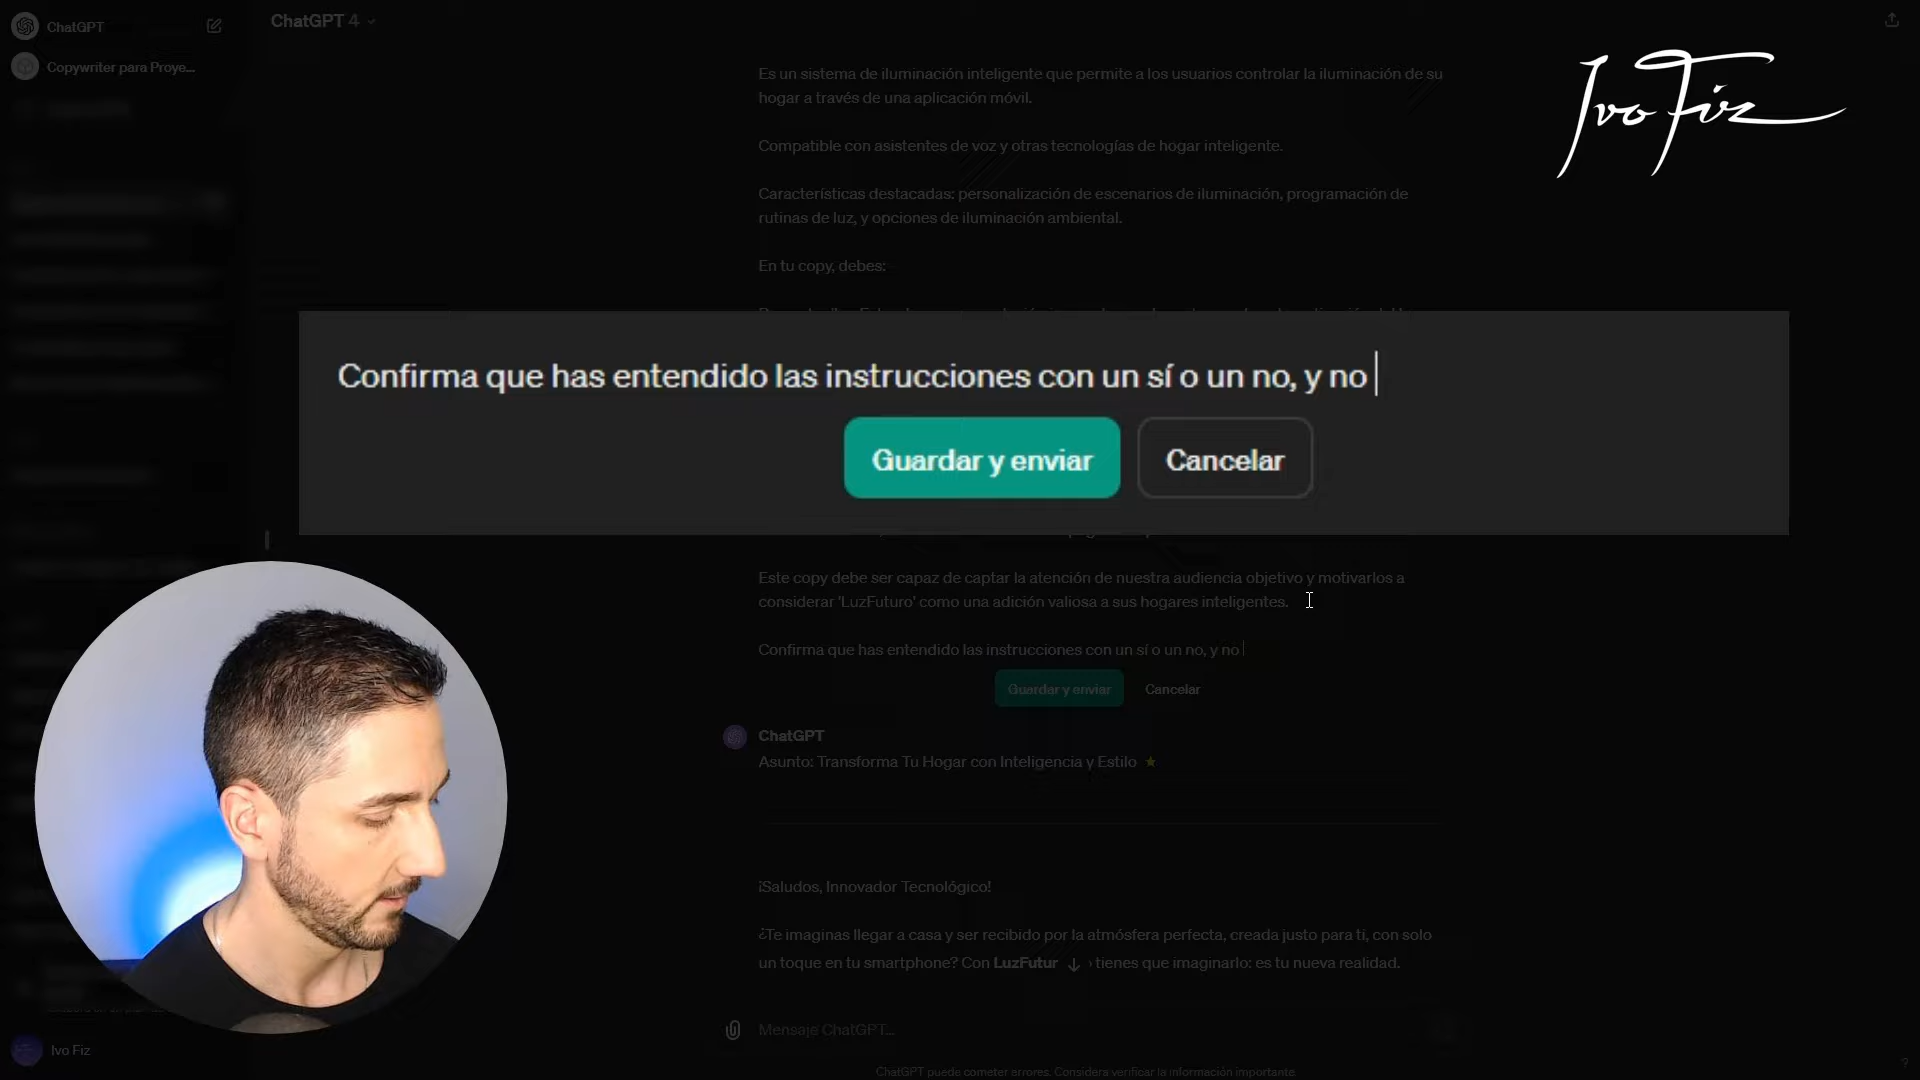 ChatGPT
Copywriter para Proye...
ChatGPT 4
Ivo Fiz
Es un sistema de iluminación inteligente que permite a los usuarios controlar la iluminación de su
hogar a través de una aplicación móvil.
Compatible con asistentes de voz y otras tecnologías de hogar inteligente.
Características destacadas: personalización de escenarios de iluminación, programación de
rutinas de luz, y opciones de iluminación ambiental.
En tu copy, debes:
Confirma que has entendido las instrucciones con un sí o un no, y no
Guardar y enviar
Cancelar
Este copy debe ser capaz de captar la atención de nuestra audiencia objetivo y motivarlos a
considerar 'LuzFuturo' como una adición valiosa a sus hogares inteligentes.
Confirma que has entendido las instrucciones con un sí o un no, y no
Guardar y enviar
Cancelar
ChatGPT
Asunto: Transforma Tu Hogar con Inteligencia y Estilo
¡Saludos, Innovador Tecnológico!
¿Te imaginas llegar a casa y ser recibido por la atmósfera perfecta, creada justo para ti, con solo
un toque en tu smartphone? Con LuzFutur tienes que imaginarlo: es tu nueva realidad.
Mensaje ChatGPT...
Ivo Fiz
ChatGPT puede cometer errores. Considera verificar la información importante.
?